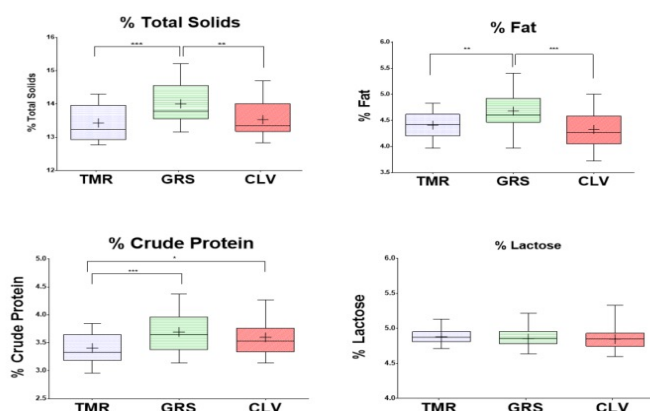 % Total Solids
*** **
% Total Solids
16
15
14
13
12
TMR GRS CLV
% Fat
** ***
% Fat
6.0
5.5
5.0
4.5
4.0
3.5
TMR GRS CLV
% Crude Protein
*
***
% Crude Protein
5.0
4.5
4.0
3.5
3.0
2.5
TMR GRS CLV
% Lactose
% Lactose
6.0
5.5
5.0
4.5
4.0
TMR GRS CLV